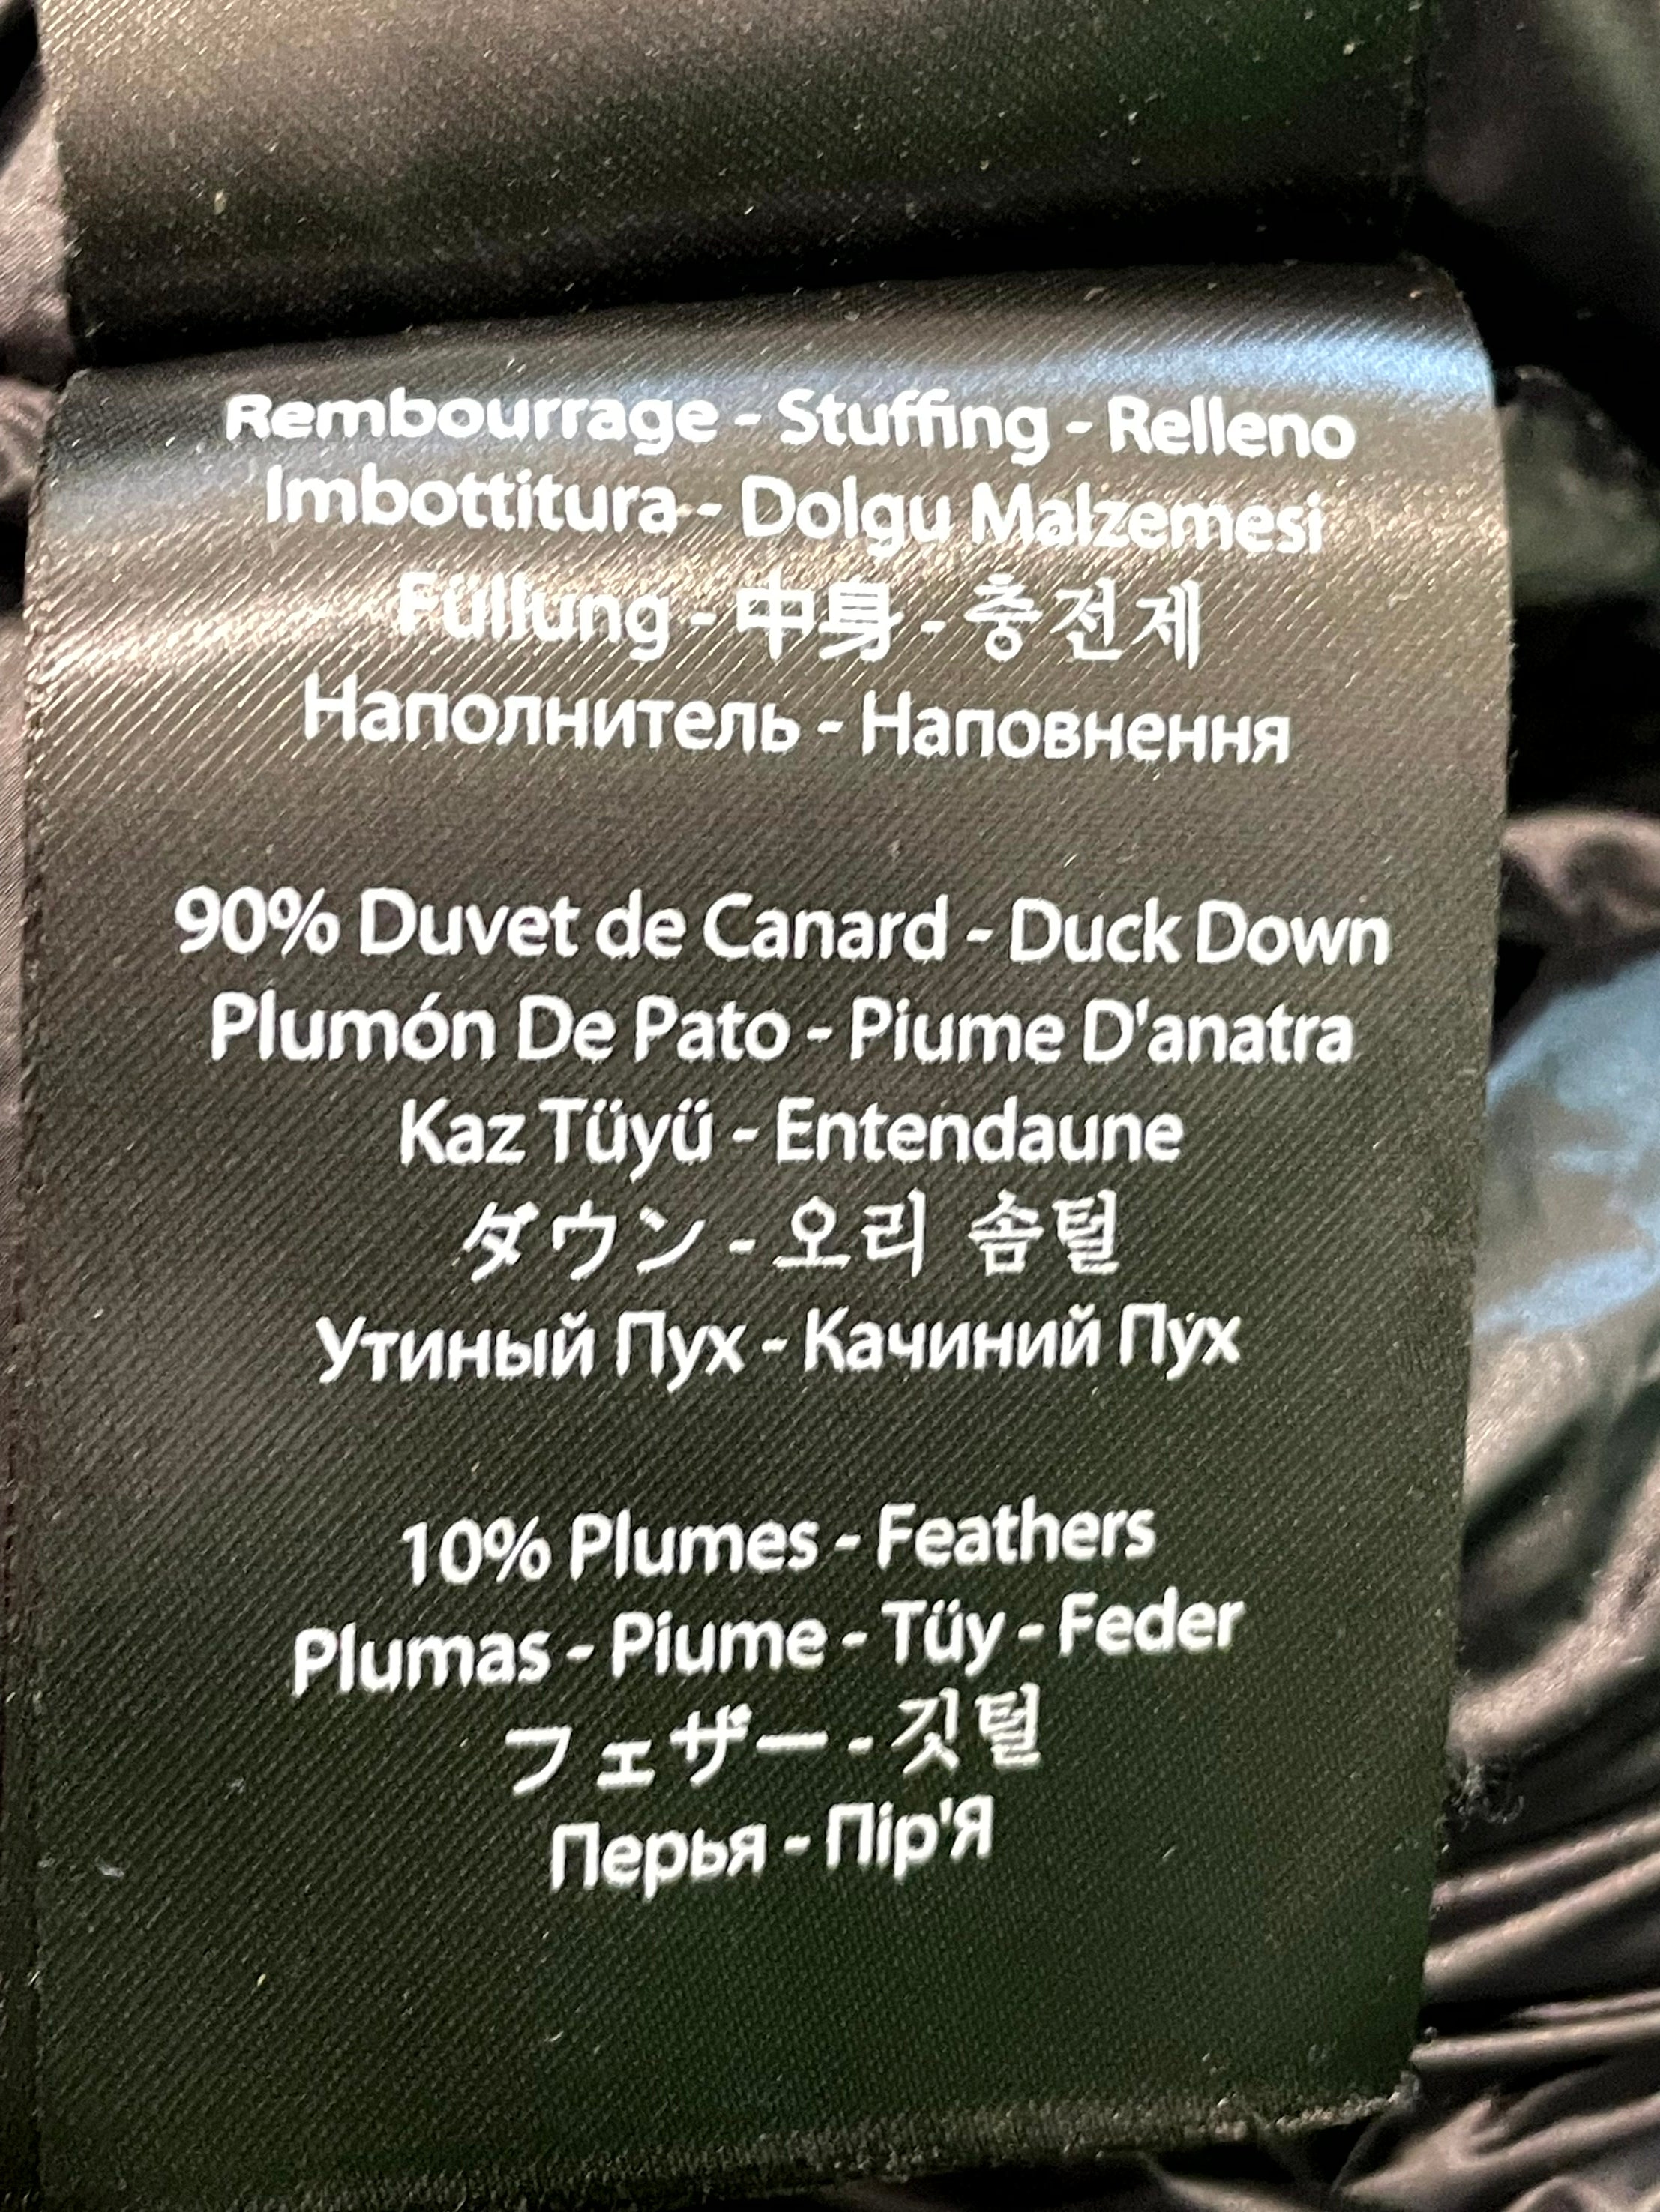 Rembourrage - Stuffing - Relleno
Imbottitura - Dolgu Malzemesi
Füllung - 中身 - 충전제
Наполнитель - Наповнення
90% Duvet de Canard - Duck Down
Plumón De Pato - Piume D'anatra
Kaz Tüyü - Entendaune
ダウン - 오리 솜털
Утиный Пух - Качиний Пух
10% Plumes - Feathers
Plumas - Piume - Tüy - Feder
フェザー - 깃털
Перья - Пір'Я